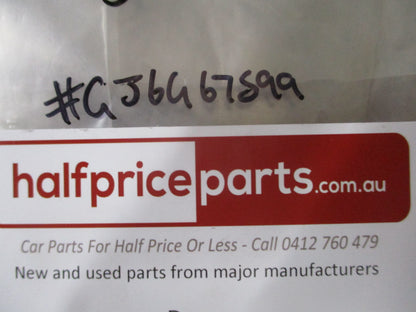 #GJ6G67S99
halfpriceparts.com.au
Car Parts For Half Price Or Less - Call 0412 760 479
New and used parts from major manufacturers